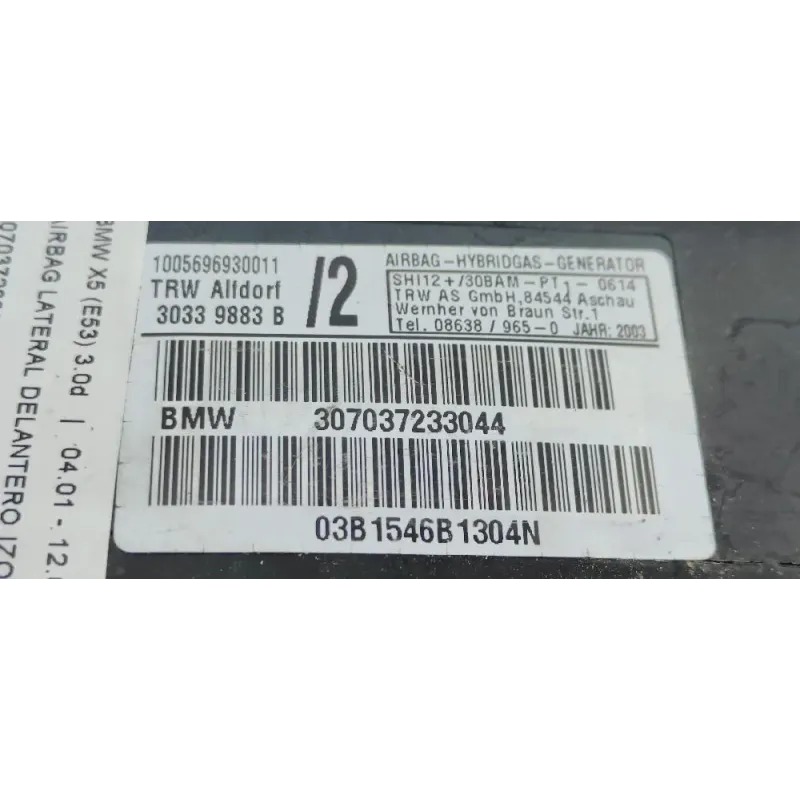 BMW X5 (E53) 3.0d | 04.01 - 12.
AIRBAG LATERAL DELANTERO IZQ
1005696930011
TRW Alfdorf
30339883 B
/2
AIRBAG-HYBRIDGAS-GENERATOR
SHI12+/30BAM-PT1-0614
TRW AS GmbH,84544 Aschau
Wernher von Braun Str.1
Tel. 08638/965-0 JAHR: 2003
BMW 307037233044
03B1546B1304N